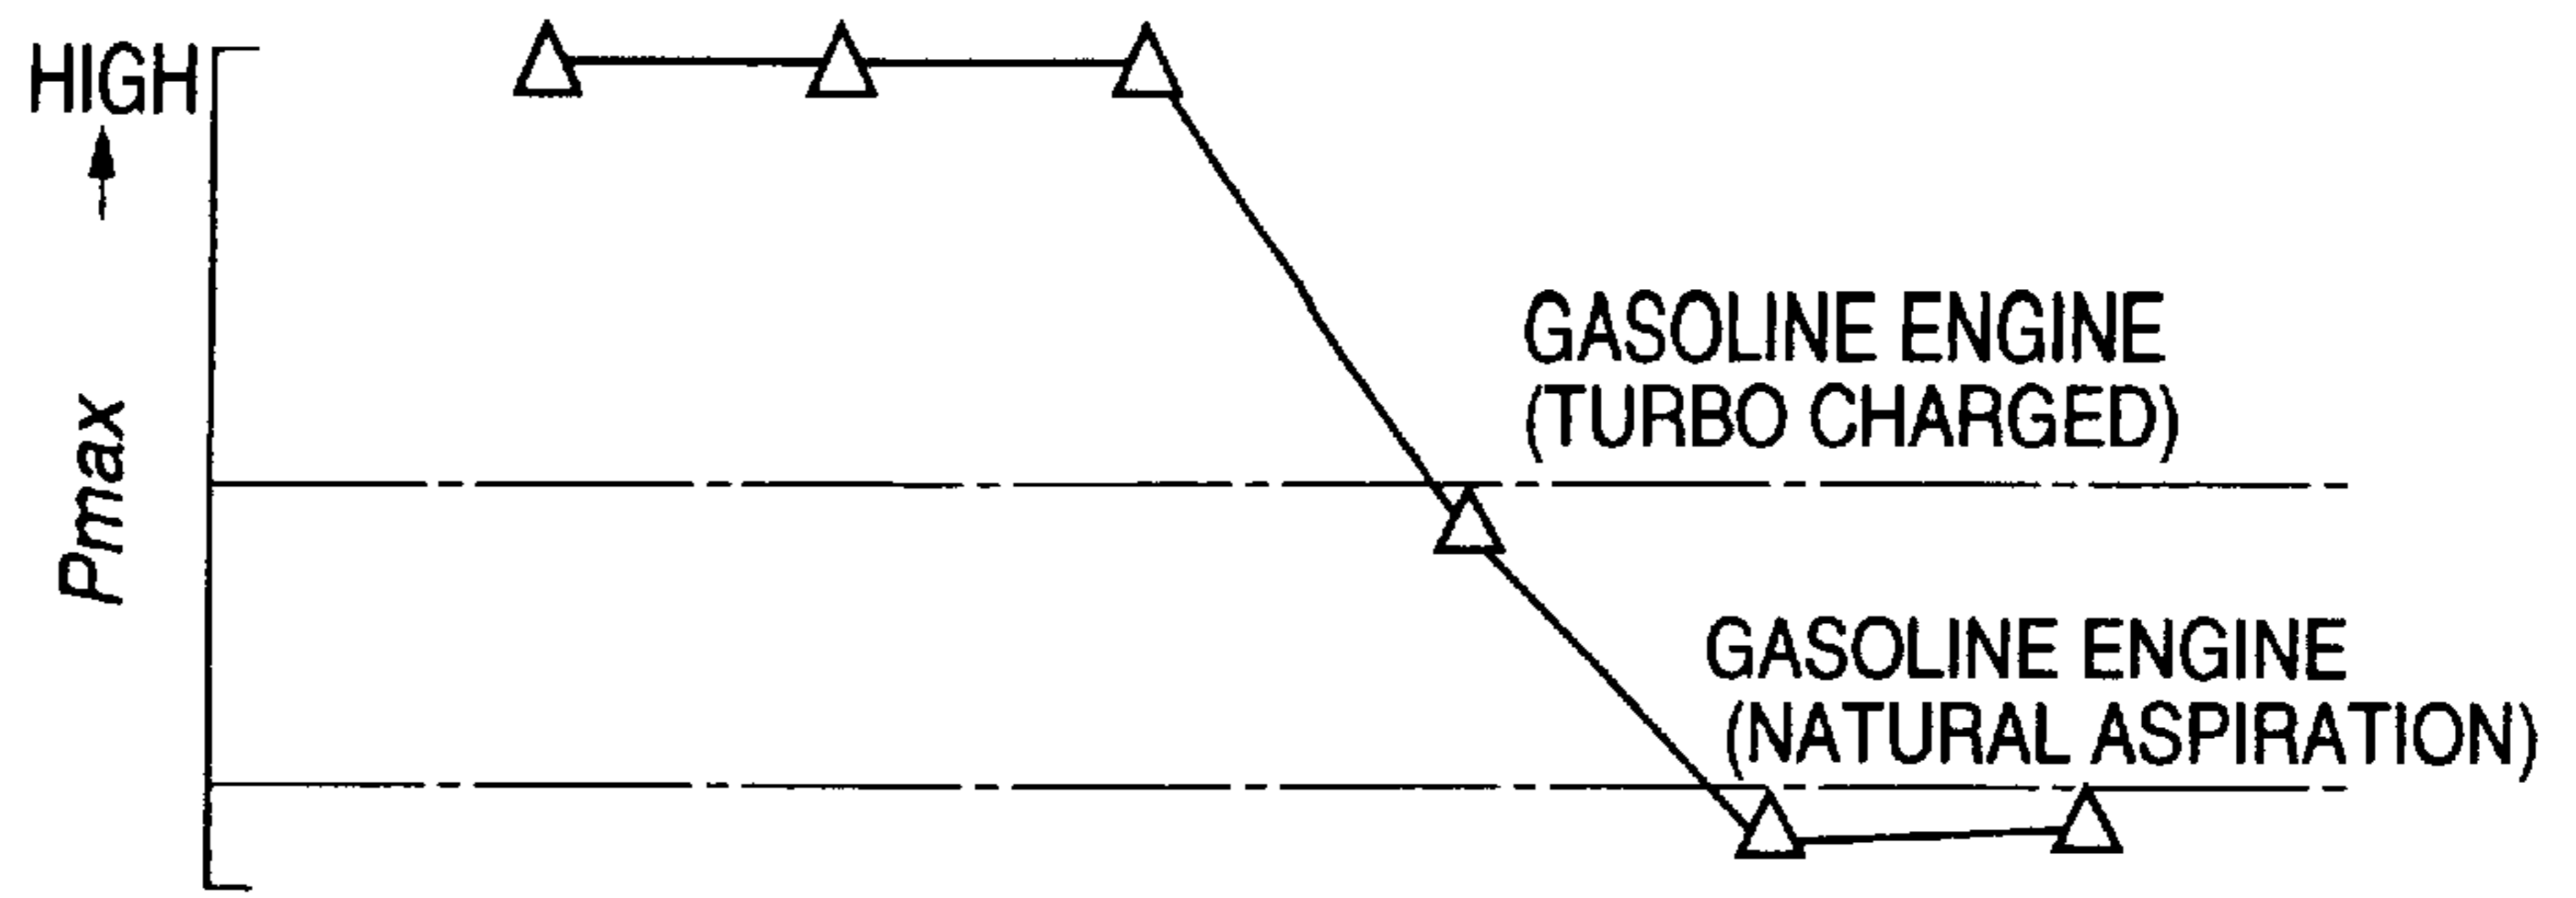 HIGH
Pmax
GASOLINE ENGINE
(TURBO CHARGED)
GASOLINE ENGINE
(NATURAL ASPIRATION)